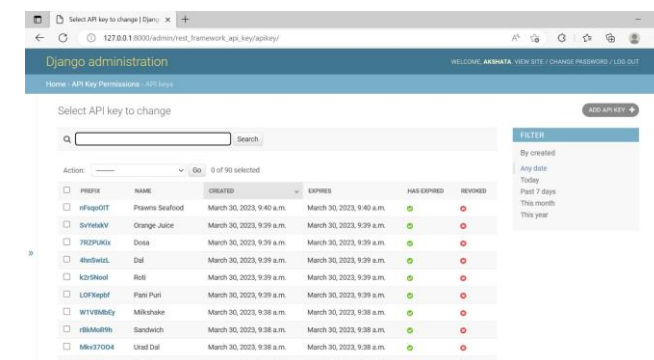 Select API key to change | Djang
127.0.0.1:8000/admin/rest_framework_api_key/apikey/
Django administration
WELCOME, AKSHATA. VIEW SITE / CHANGE PASSWORD / LOG OUT
Home › API Key Permissions › API keys
Select API key to change
ADD API KEY +
Search
Action: --------- Go 0 of 90 selected
PREFIX NAME CREATED EXPIRES HAS EXPIRED REVOKED
Prawns Seafood March 30, 2023, 9:40 a.m. March 30, 2023, 9:40 a.m.
Orange Juice March 30, 2023, 9:39 a.m. March 30, 2023, 9:39 a.m.
7RZPUKix Dosa March 30, 2023, 9:39 a.m. March 30, 2023, 9:39 a.m.
Dal March 30, 2023, 9:39 a.m. March 30, 2023, 9:39 a.m.
k2rSNool Roti March 30, 2023, 9:39 a.m. March 30, 2023, 9:39 a.m.
LOFXepbf Pani Puri March 30, 2023, 9:39 a.m. March 30, 2023, 9:39 a.m.
W1V8MbEy Milkshake March 30, 2023, 9:38 a.m. March 30, 2023, 9:38 a.m.
rBkMoR9h Sandwich March 30, 2023, 9:38 a.m. March 30, 2023, 9:38 a.m.
Urad Dal March 30, 2023, 9:38 a.m. March 30, 2023, 9:38 a.m.
FILTER
By created
Any date
Today
Past 7 days
This month
This year